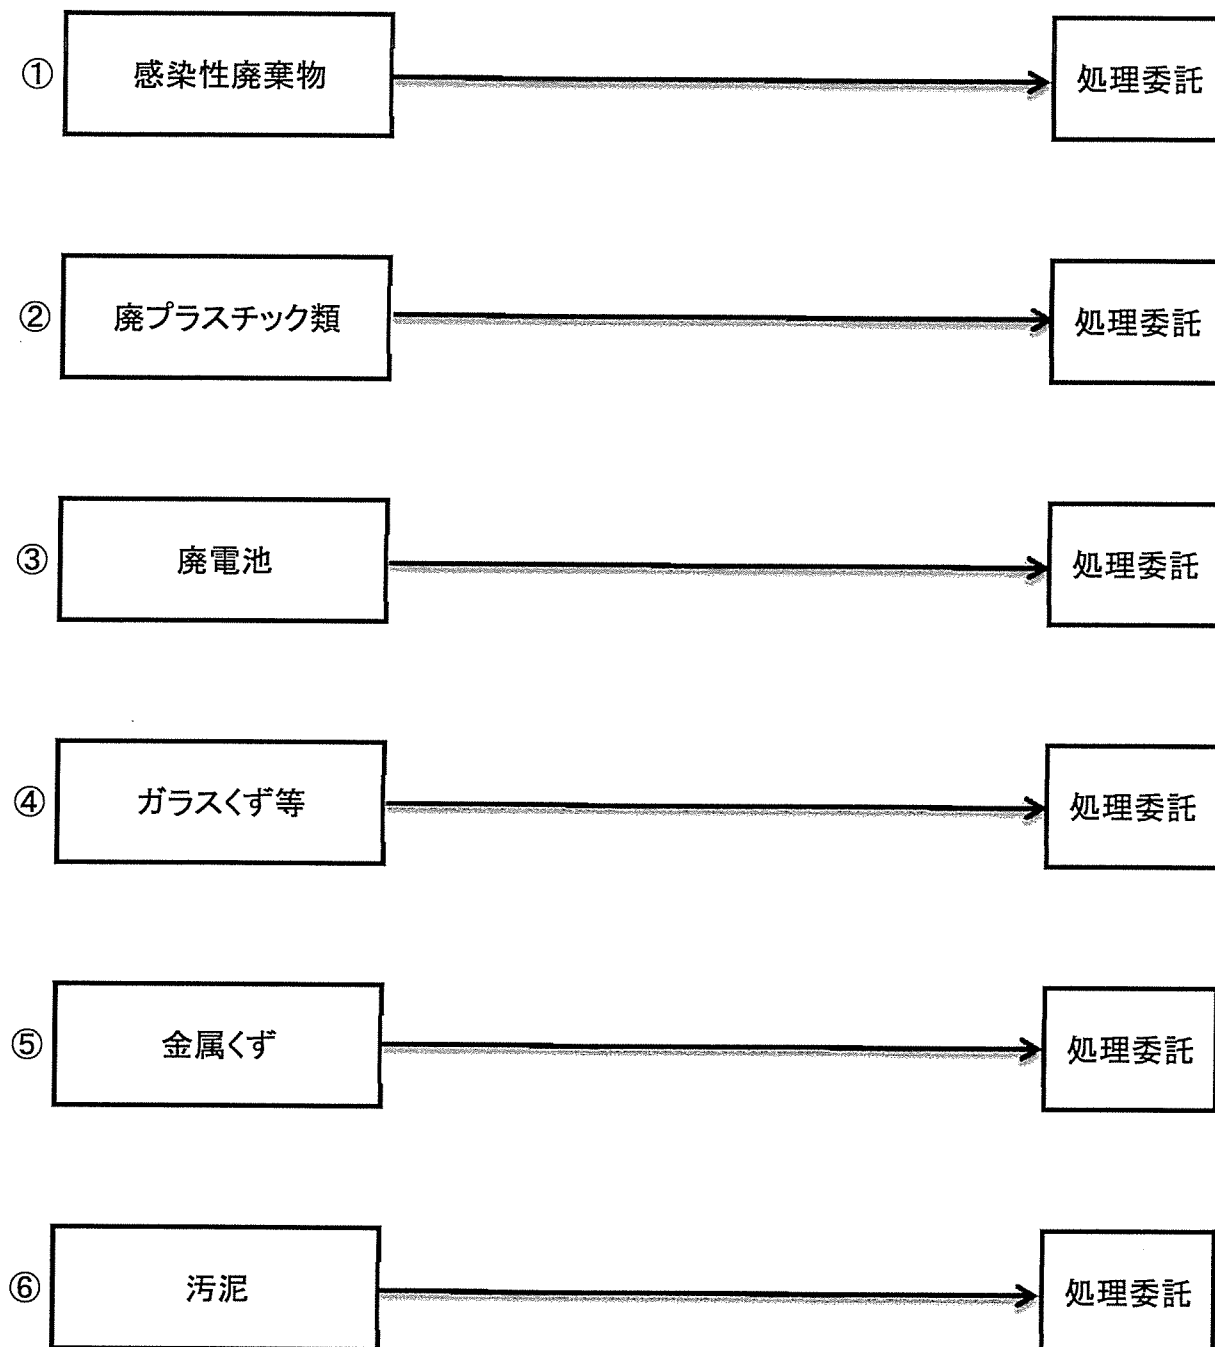 ① 感染性廃棄物 処理委託
② 廃プラスチック類 処理委託
③ 廃電池 処理委託
④ ガラスくず等 処理委託
⑤ 金属くず 処理委託
⑥ 汚泥 処理委託